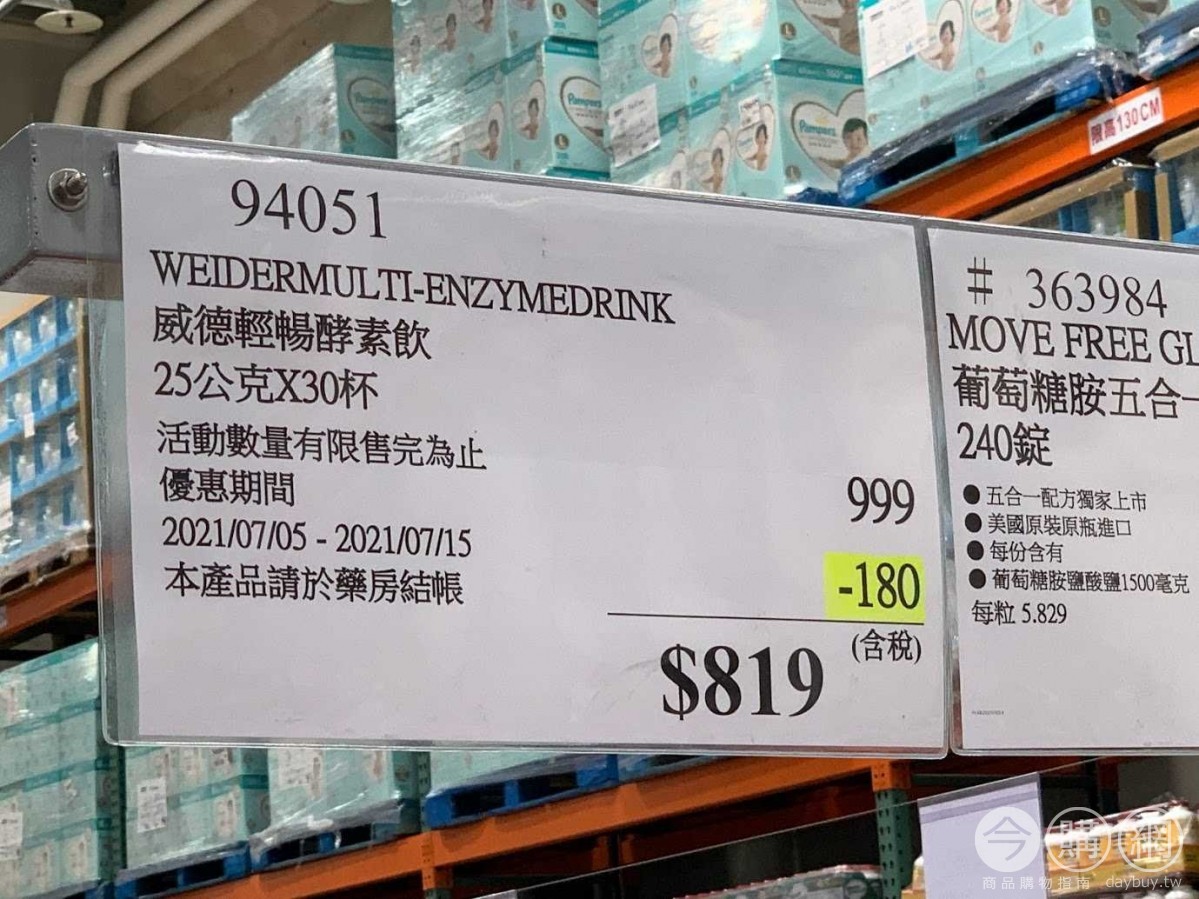 94051
WEIDERMULTI-ENZYMEDRINK
威德輕暢酵素飲
25公克X30杯
活動數量有限售完為止
優惠期間
2021/07/05 - 2021/07/15
本產品請於藥房結帳
999
-180
(含稅)
$819
# 363984
MOVE FREE GL
葡萄糖胺五合一
240錠
● 五合一配方獨家上市
● 美國原裝原瓶進口
● 每份含有
● 葡萄糖胺鹽酸鹽1500毫克
每粒 5.829
限高130CM
Pampers
Pampers
Pampers
今購網
商品購物指南 daybuy.tw